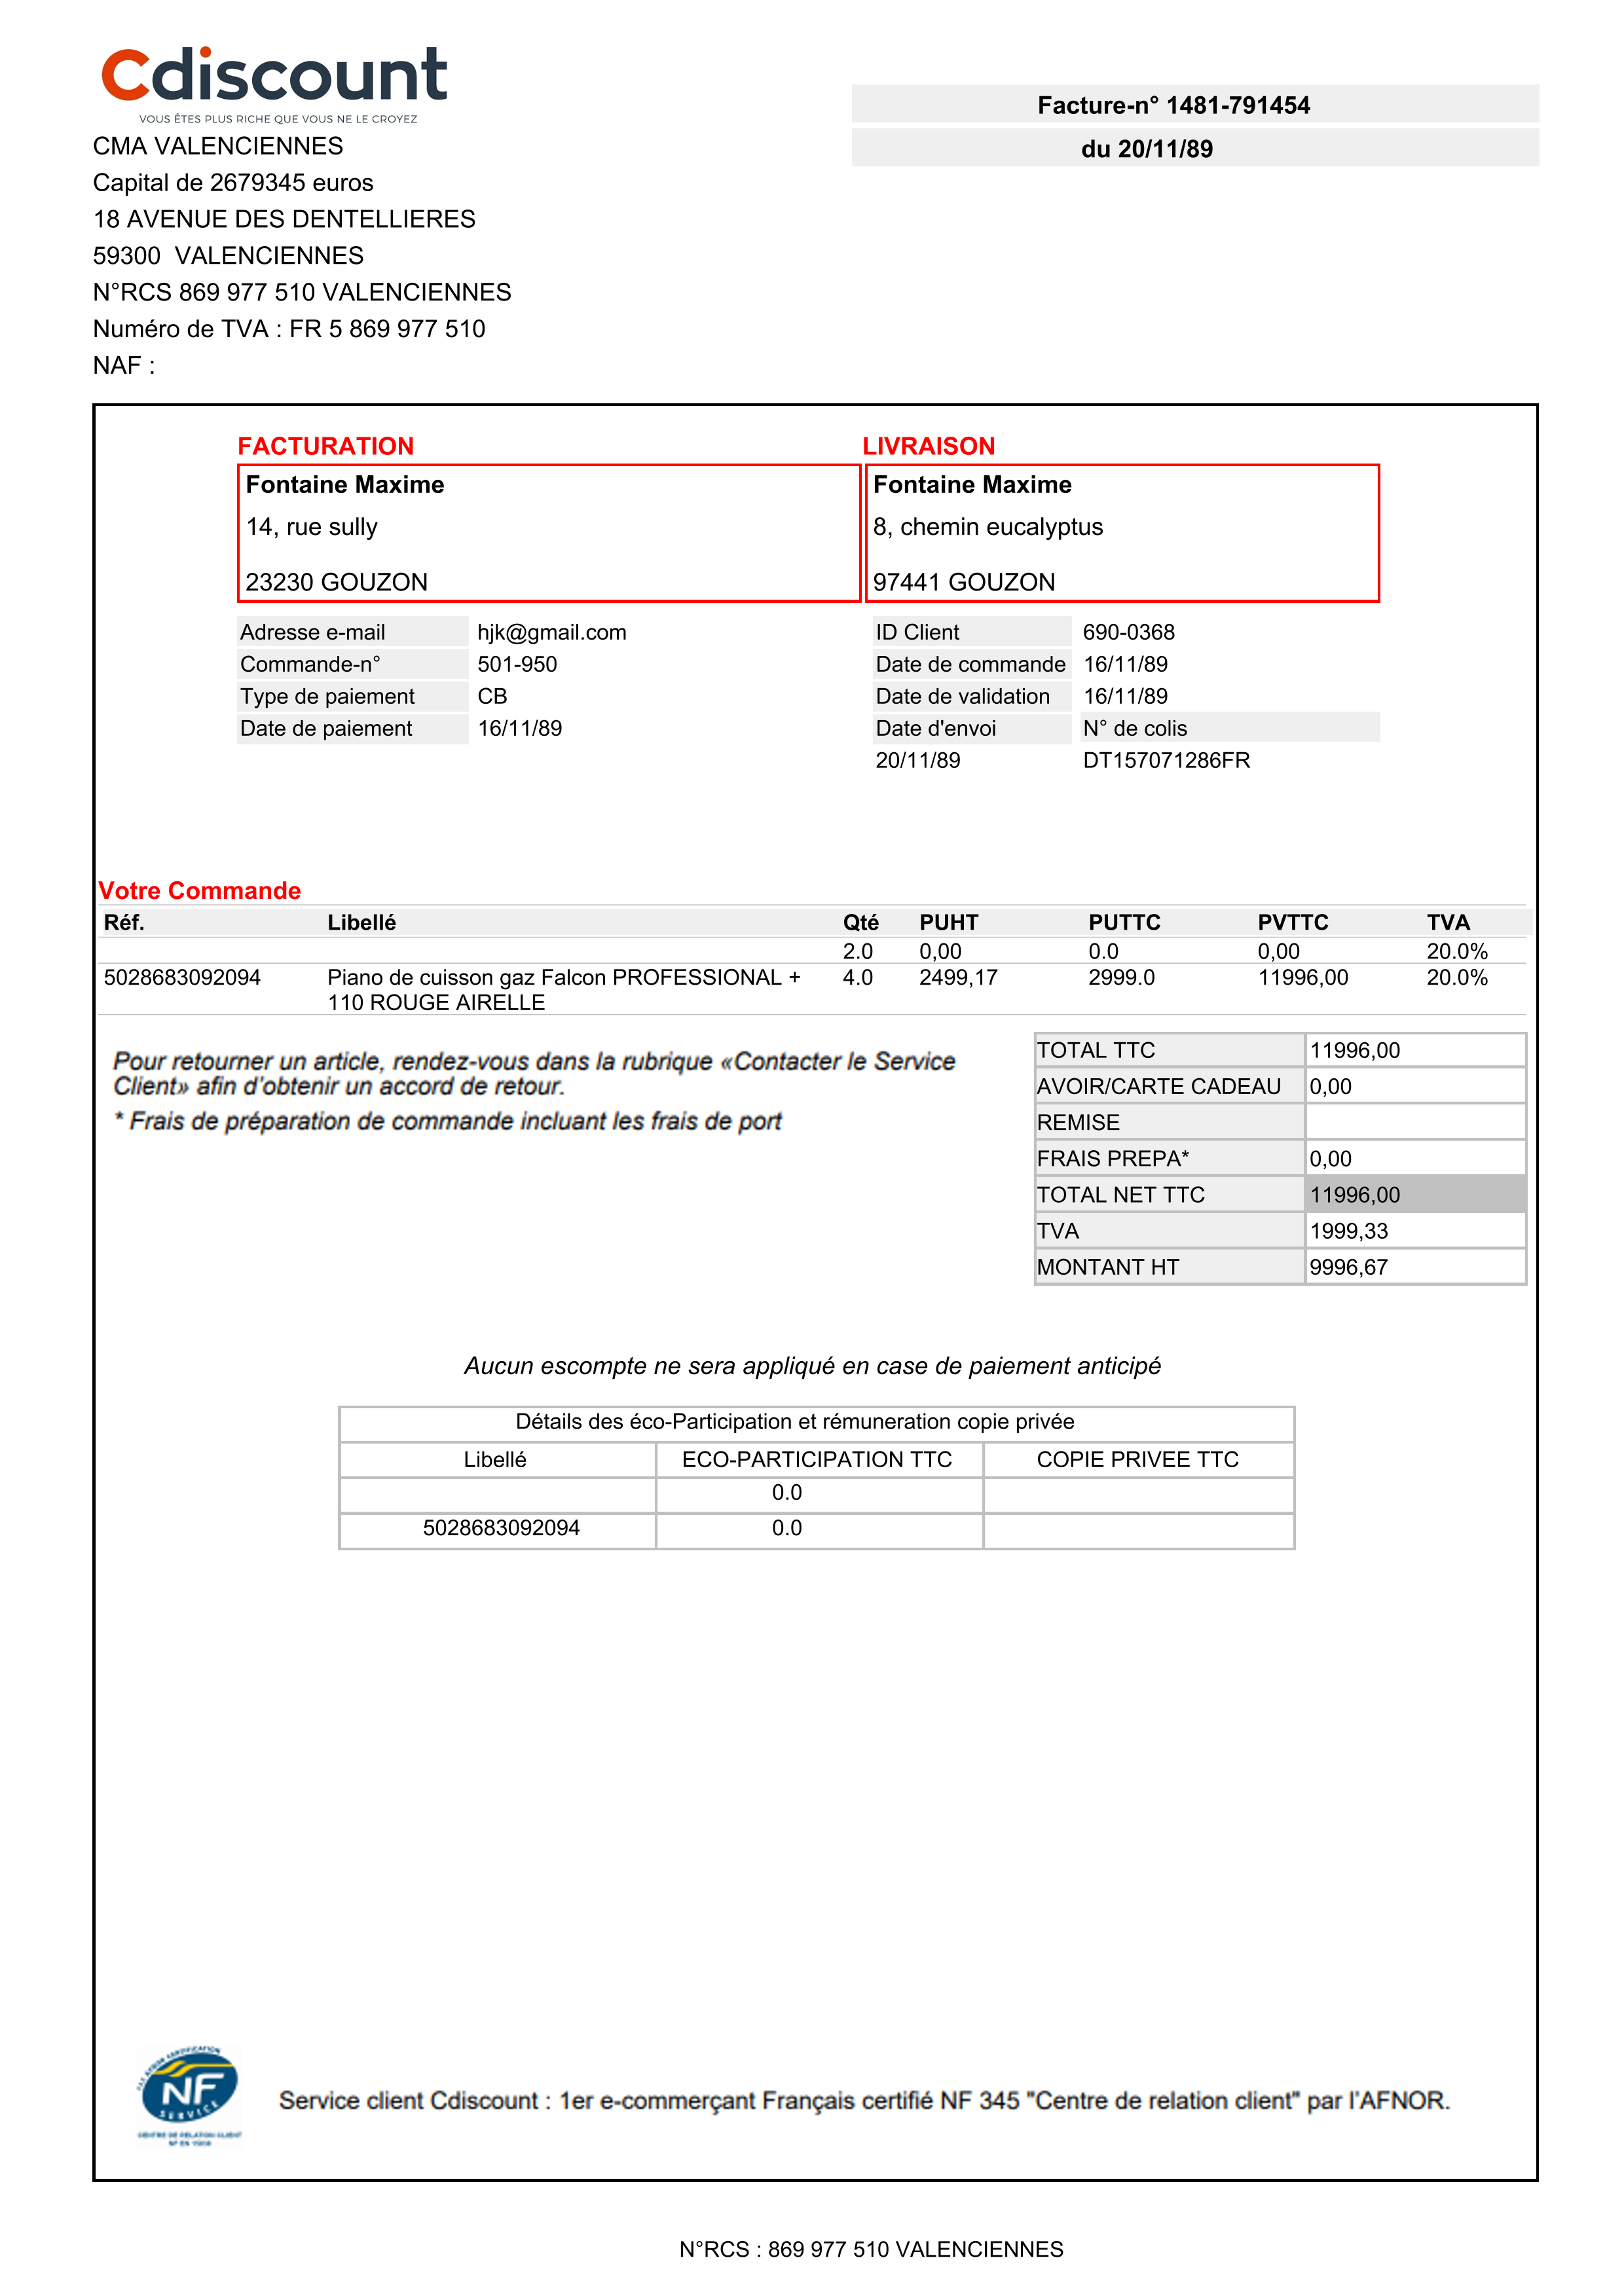 Cdiscount
VOUS ÊTES PLUS RICHE QUE VOUS NE LE CROYEZ
Facture-n° 1481-791454
du 20/11/89
CMA VALENCIENNES
Capital de 2679345 euros
18 AVENUE DES DENTELLIERES
59300  VALENCIENNES
N°RCS 869 977 510 VALENCIENNES
Numéro de TVA : FR 5 869 977 510
NAF :
FACTURATION
Fontaine Maxime
14, rue sully
23230 GOUZON
LIVRAISON
Fontaine Maxime
8, chemin eucalyptus
97441 GOUZON
Adresse e-mail hjk@gmail.com
Commande-n° 501-950
Type de paiement CB
Date de paiement 16/11/89
ID Client 690-0368
Date de commande 16/11/89
Date de validation 16/11/89
Date d'envoi N° de colis
20/11/89 DT157071286FR
Votre Commande
Réf. Libellé Qté PUHT PUTTC PVTTC TVA
2.0 0,00 0.0 0,00 20.0%
5028683092094 Piano de cuisson gaz Falcon PROFESSIONAL + 4.0 2499,17 2999.0 11996,00 20.0%
110 ROUGE AIRELLE
Pour retourner un article, rendez-vous dans la rubrique «Contacter le Service
Client» afin d'obtenir un accord de retour.
* Frais de préparation de commande incluant les frais de port
TOTAL TTC 11996,00
AVOIR/CARTE CADEAU 0,00
REMISE
FRAIS PREPA* 0,00
TOTAL NET TTC 11996,00
TVA 1999,33
MONTANT HT 9996,67
Aucun escompte ne sera appliqué en case de paiement anticipé
Détails des éco-Participation et rémuneration copie privée
Libellé ECO-PARTICIPATION TTC COPIE PRIVEE TTC
0.0
5028683092094 0.0
NF
SERVICE
CENTRE DE RELATION CLIENT
Service client Cdiscount : 1er e-commerçant Français certifié NF 345 "Centre de relation client" par l'AFNOR.
N°RCS : 869 977 510 VALENCIENNES